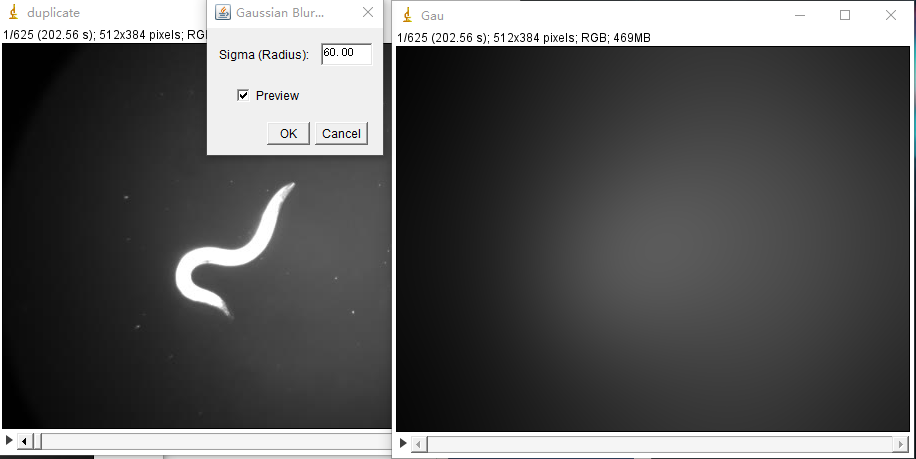 duplicate
1/625 (202.56 s); 512x384 pixels; RG
Gaussian Blur...
Sigma (Radius): 60.00
Preview
OK Cancel
Gau
1/625 (202.56 s); 512x384 pixels; RGB; 469MB